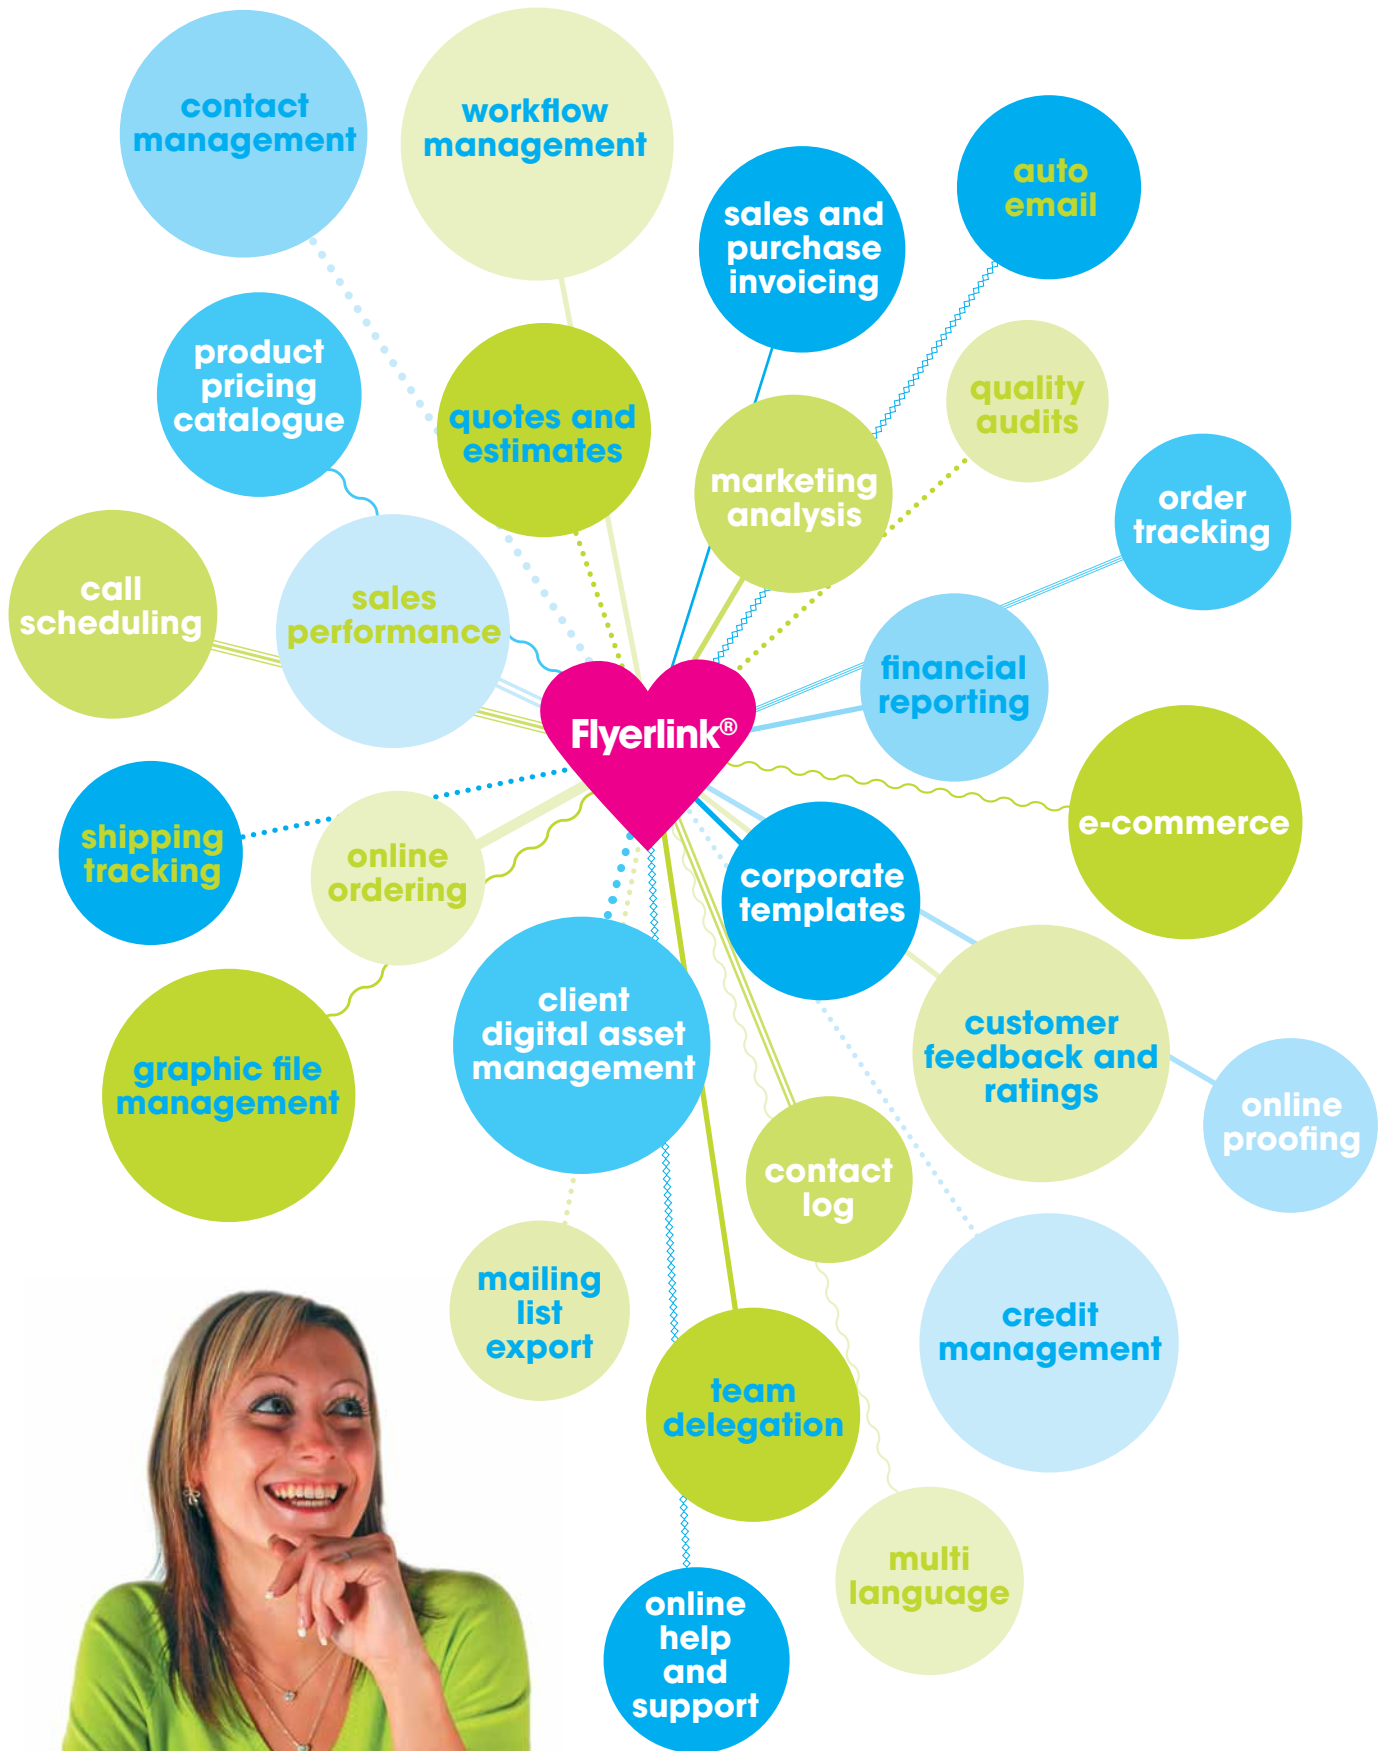 contact
management
workflow
management
sales and
purchase
invoicing
auto
email
product
pricing
catalogue
quotes and
estimates
quality
audits
marketing
analysis
order
tracking
call
scheduling
sales
performance
financial
reporting
Flyerlink®
shipping
tracking
online
ordering
corporate
templates
e-commerce
graphic file
management
client
digital asset
management
customer
feedback and
ratings
online
proofing
contact
log
mailing
list
export
credit
management
team
delegation
multi
language
online
help
and
support